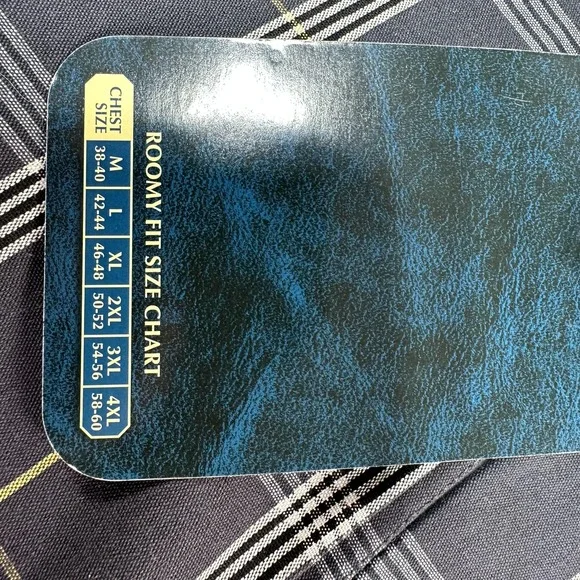 ROOMY FIT SIZE CHART
CHEST SIZE M L XL 2XL 3XL 4XL
38-40 42-44 46-48 50-52 54-56 58-60